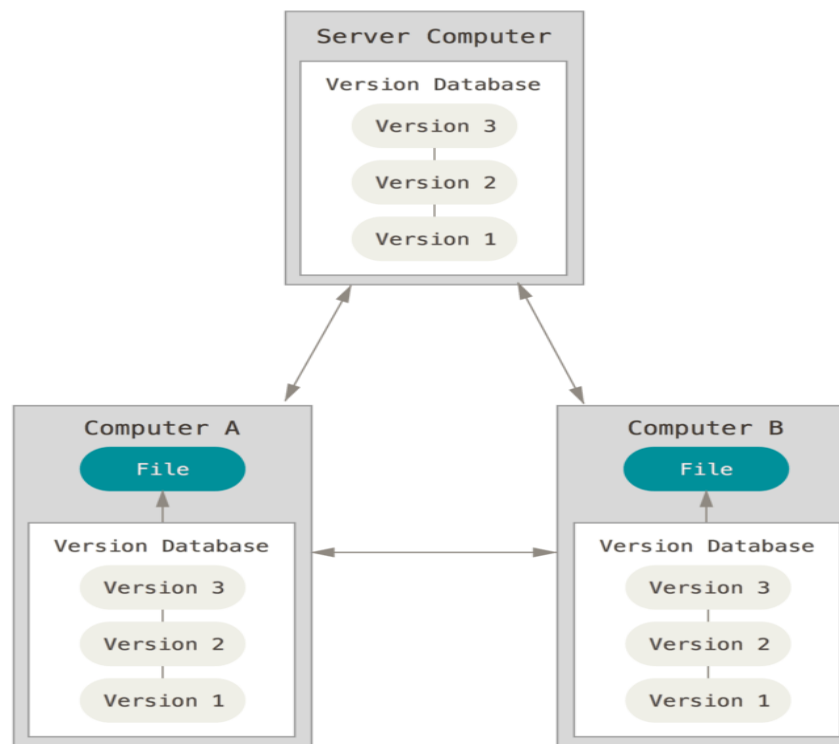 Server Computer
Version Database
Version 3
Version 2
Version 1
Computer A
File
Version Database
Version 3
Version 2
Version 1
Computer B
File
Version Database
Version 3
Version 2
Version 1